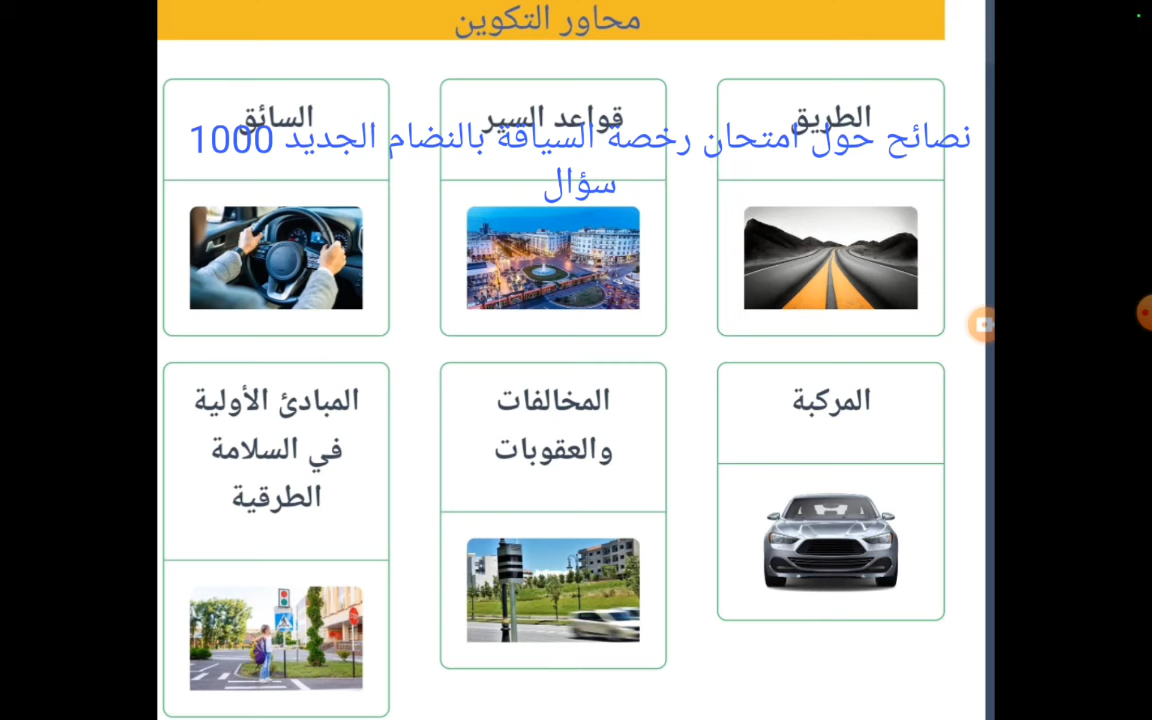 محاور التكوين
الطريق
قواعد السير
السائق
نصائح حول امتحان رخصة السياقة بالنضام الجديد 1000
سؤال
المركبة
المخالفات
والعقوبات
المبادئ الأولية
في السلامة
الطرقية